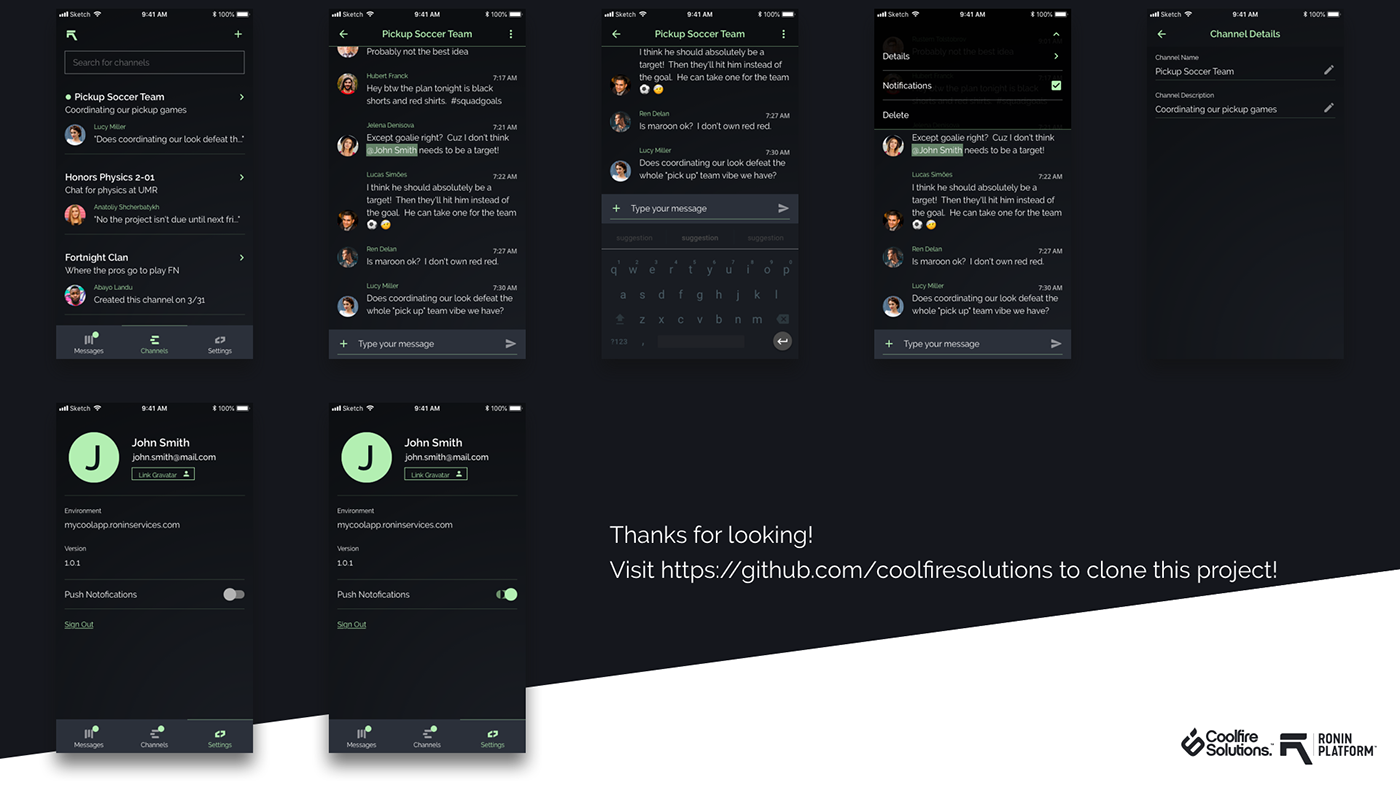 Sketch 9:41 AM 100%
Search for channels
Pickup Soccer Team
Coordinating our pickup games
Lucy Miller
"Does coordinating our look defeat th..."
Honors Physics 2-01
Chat for physics at UMR
Anatoliy Shcherbatykh
"No the project isn't due until next fri..."
Fortnight Clan
Where the pros go to play FN
Abayo Landu
Created this channel on 3/31
Messages Channels Settings
Sketch 9:41 AM 100%
Pickup Soccer Team
Probably not the best idea
Hubert Franck 7:17 AM
Hey btw the plan tonight is black
shorts and red shirts. #squadgoals
Jelena Denisova 7:21 AM
Except goalie right? Cuz I don't think
@John Smith needs to be a target!
Lucas Simões 7:22 AM
I think he should absolutely be a
target! Then they'll hit him instead of
the goal. He can take one for the team
⚽ 🤕
Ren Delan 7:27 AM
Is maroon ok? I don't own red red.
Lucy Miller 7:30 AM
Does coordinating our look defeat the
whole "pick up" team vibe we have?
Type your message
Sketch 9:41 AM 100%
Pickup Soccer Team
I think he should absolutely be a
target! Then they'll hit him instead of
the goal. He can take one for the team
⚽ 🤕
Ren Delan 7:27 AM
Is maroon ok? I don't own red red.
Lucy Miller 7:30 AM
Does coordinating our look defeat the
whole "pick up" team vibe we have?
Type your message
suggestion suggestion suggestion
1 2 3 4 5 6 7 8 9 0
q w e r t y u i o p
a s d f g h j k l
z x c v b n m
?123 ,
Sketch 9:41 AM 100%
Probably not the best idea
Details
Notifications
shorts and red shirts. #squadgoals
Delete
Except goalie right? Cuz I don't think
@John Smith needs to be a target!
Lucas Simões 7:22 AM
I think he should absolutely be a
target! Then they'll hit him instead of
the goal. He can take one for the team
⚽ 🤕
Ren Delan 7:27 AM
Is maroon ok? I don't own red red.
Lucy Miller 7:30 AM
Does coordinating our look defeat the
whole "pick up" team vibe we have?
Type your message
Sketch 9:41 AM 100%
Channel Details
Channel Name
Pickup Soccer Team
Channel Description
Coordinating our pickup games
Sketch 9:41 AM 100%
J
John Smith
john.smith@mail.com
Link Gravatar
Environment
mycoolapp.roninservices.com
Version
1.0.1
Push Notofications
Sign Out
Messages Channels Settings
Sketch 9:41 AM 100%
J
John Smith
john.smith@mail.com
Link Gravatar
Environment
mycoolapp.roninservices.com
Version
1.0.1
Push Notofications
Sign Out
Messages Channels Settings
Thanks for looking!
Visit https://github.com/coolfiresolutions to clone this project!
Coolfire
Solutions.
RONIN
PLATFORM